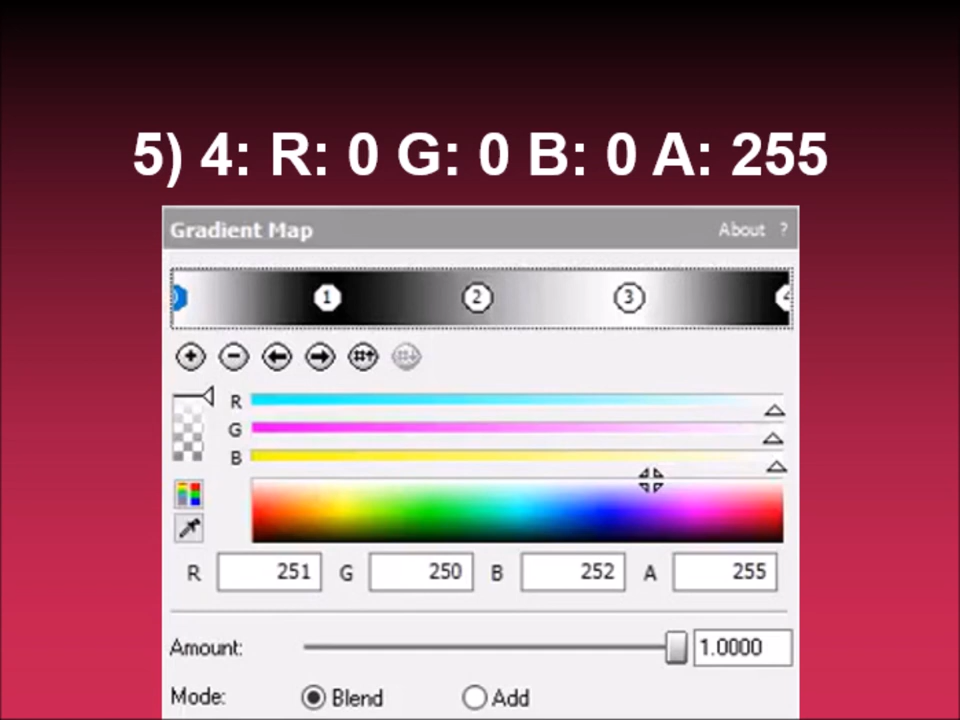 5) 4: R: 0 G: 0 B: 0 A: 255
Gradient Map About ?
1 2 3 4
R
G
B
R 251 G 250 B 252 A 255
Amount: 1.0000
Mode: Blend Add